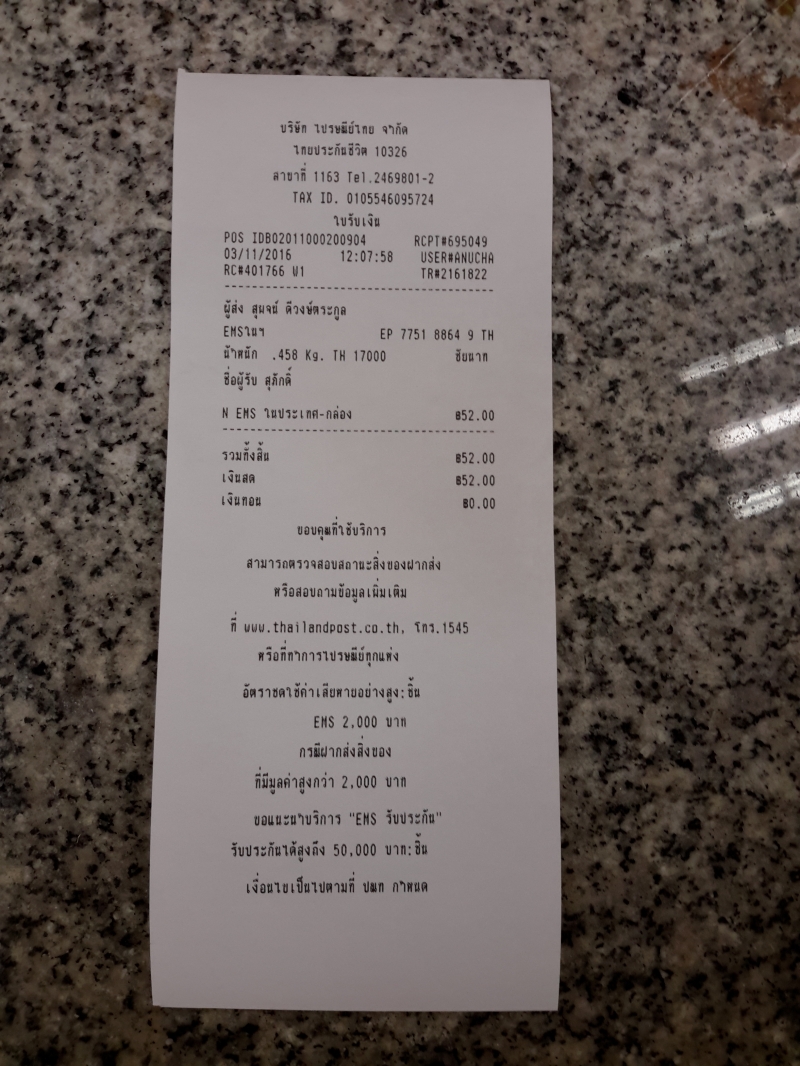 บริษัท ไปรษณีย์ไทย จำกัด
ไทยประกันชีวิต 10326
สาขาที่ 1163 Tel.2469801-2
TAX ID. 0105546095724
ใบรับเงิน
POS IDB02011000200904 RCPT#695049
03/11/2016 12:07:58 USER#ANUCHA
RC#401766 W1 TR#2161822
ผู้ส่ง สุมจน์ ดีวงษ์ตระกูล
EMSในฯ EP 7751 8864 9 TH
น้ำหนัก .458 Kg. TH 17000 ชัยนาท
ชื่อผู้รับ สุภักดิ์
N EMS ในประเทศ-กล่อง ฿52.00
รวมทั้งสิ้น ฿52.00
เงินสด ฿52.00
เงินทอน ฿0.00
ขอบคุณที่ใช้บริการ
สามารถตรวจสอบสถานะสิ่งของฝากส่ง
หรือสอบถามข้อมูลเพิ่มเติม
ที่ www.thailandpost.co.th, โทร.1545
หรือที่ทำการไปรษณีย์ทุกแห่ง
อัตราชดใช้ค่าเสียหายอย่างสูง:ชิ้น
EMS 2,000 บาท
กรณีฝากส่งสิ่งของ
ที่มีมูลค่าสูงกว่า 2,000 บาท
ขอแนะนำบริการ "EMS รับประกัน"
รับประกันได้สูงถึง 50,000 บาท:ชิ้น
เงื่อนไขเป็นไปตามที่ ปณท กำหนด